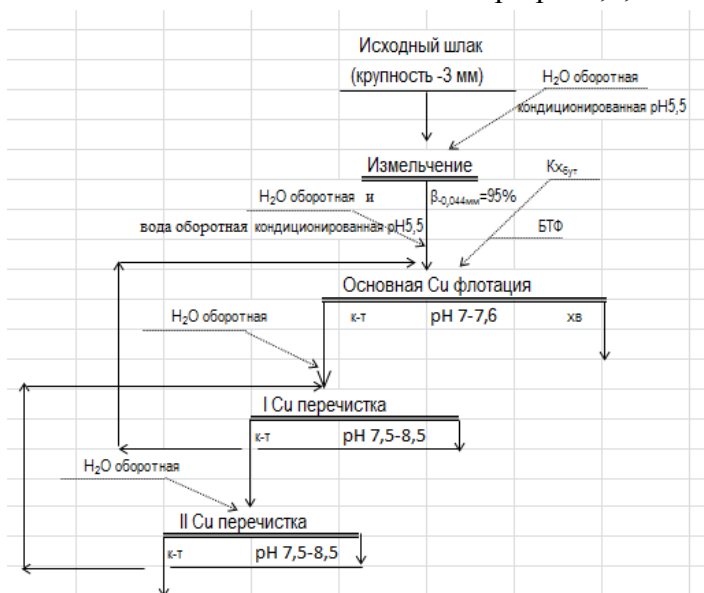 Исходный шлак
(крупность -3 мм)
H₂O оборотная
кондиционированная pH5,5
Измельчение
Kxбут
H₂O оборотная и
β-0,044мм=95%
вода оборотная кондиционированная pH5,5
БТФ
Основная Cu флотация
H₂O оборотная
к-т
pH 7-7,6
хв
I Cu перечистка
к-т
pH 7,5-8,5
H₂O оборотная
II Cu перечистка
к-т
pH 7,5-8,5